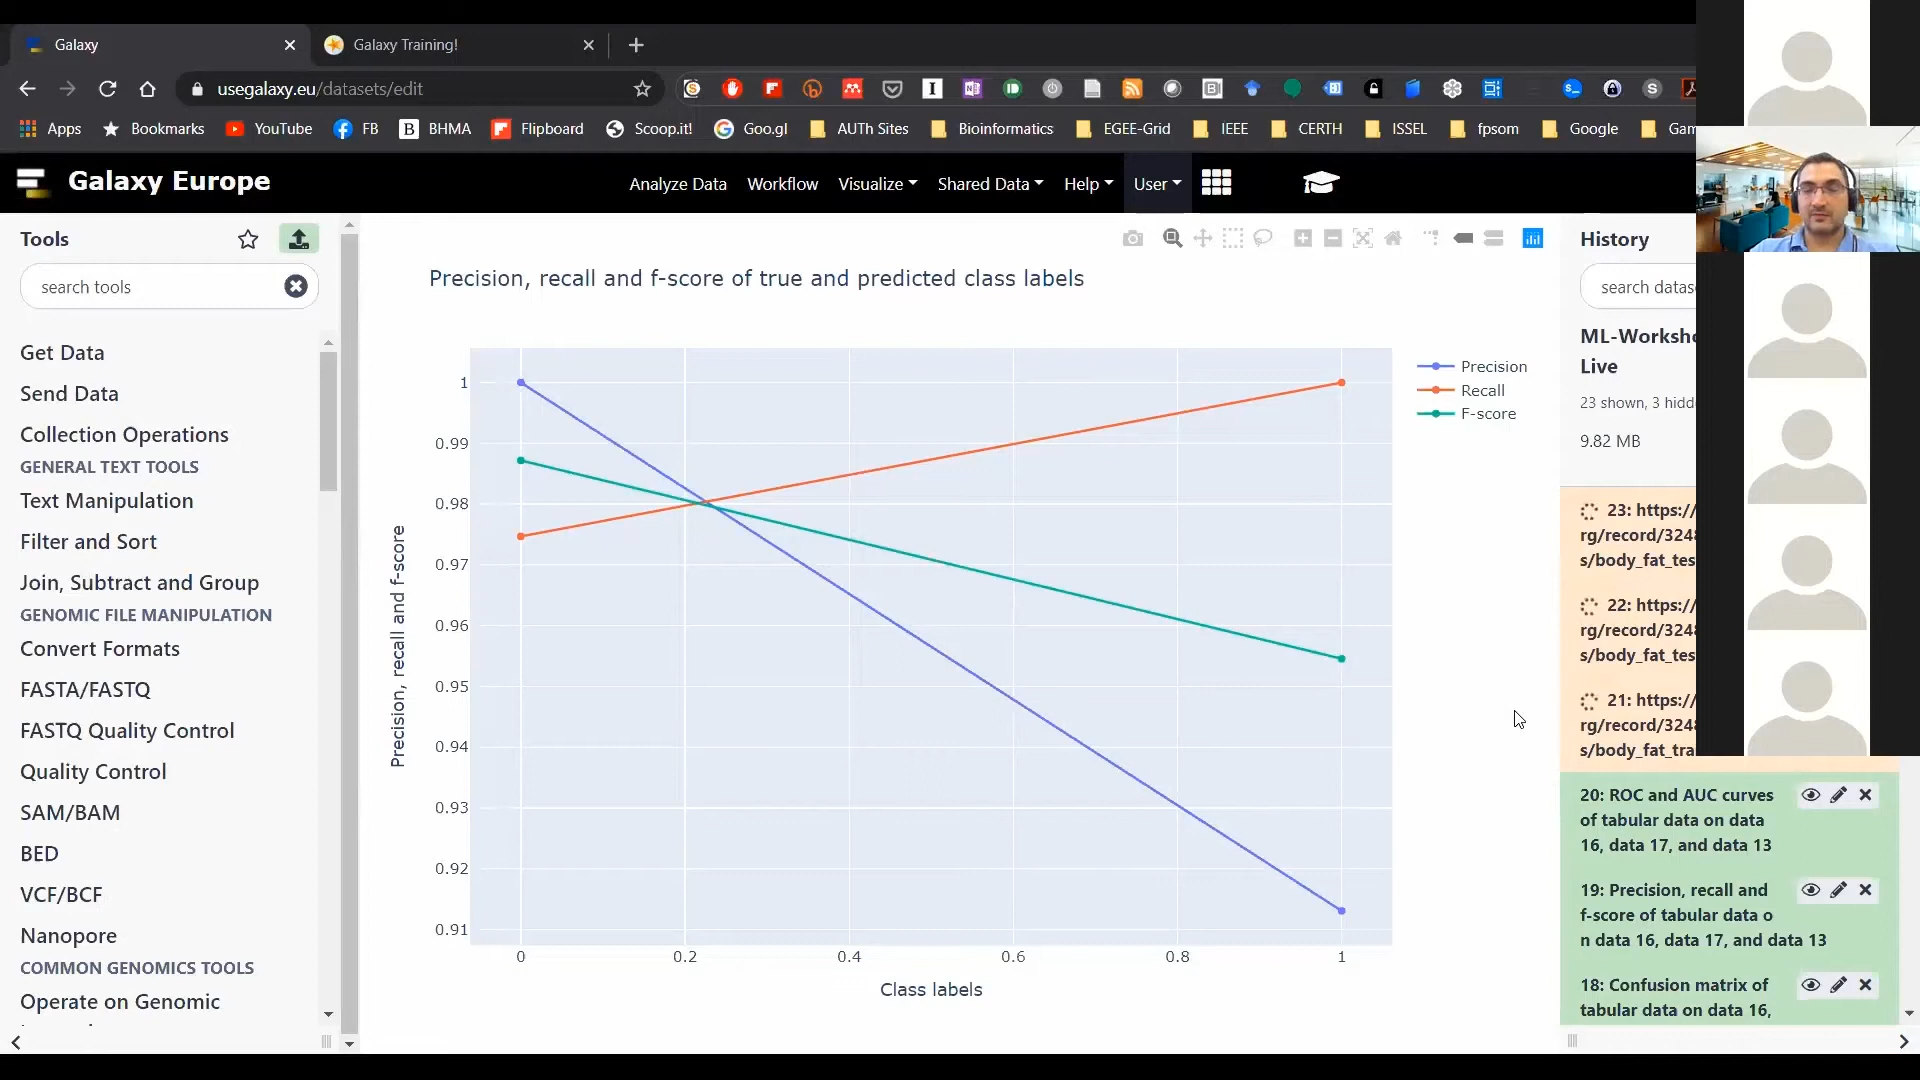 Galaxy
Galaxy Training!
usegalaxy.eu/datasets/edit
Apps
Bookmarks
YouTube
FB
BHMA
Flipboard
Scoop.it!
Goo.gl
AUTh Sites
Bioinformatics
EGEE-Grid
IEEE
CERTH
ISSEL
fpsom
Google
Galaxy Europe
Analyze Data
Workflow
Visualize
Shared Data
Help
User
Tools
search tools
Get Data
Send Data
Collection Operations
GENERAL TEXT TOOLS
Text Manipulation
Filter and Sort
Join, Subtract and Group
GENOMIC FILE MANIPULATION
Convert Formats
FASTA/FASTQ
FASTQ Quality Control
Quality Control
SAM/BAM
BED
VCF/BCF
Nanopore
COMMON GENOMICS TOOLS
Operate on Genomic
Precision, recall and f-score of true and predicted class labels
Precision, recall and f-score
1
0.99
0.98
0.97
0.96
0.95
0.94
0.93
0.92
0.91
0
0.2
0.4
0.6
0.8
1
Class labels
Precision
Recall
F-score
History
search datas
ML-Worksho
Live
23 shown, 3 hidd
9.82 MB
23: https://
rg/record/324
s/body_fat_tes
22: https://
rg/record/324
s/body_fat_tes
21: https://
rg/record/324
s/body_fat_tra
20: ROC and AUC curves
of tabular data on data
16, data 17, and data 13
19: Precision, recall and
f-score of tabular data o
n data 16, data 17, and data 13
18: Confusion matrix of
tabular data on data 16,